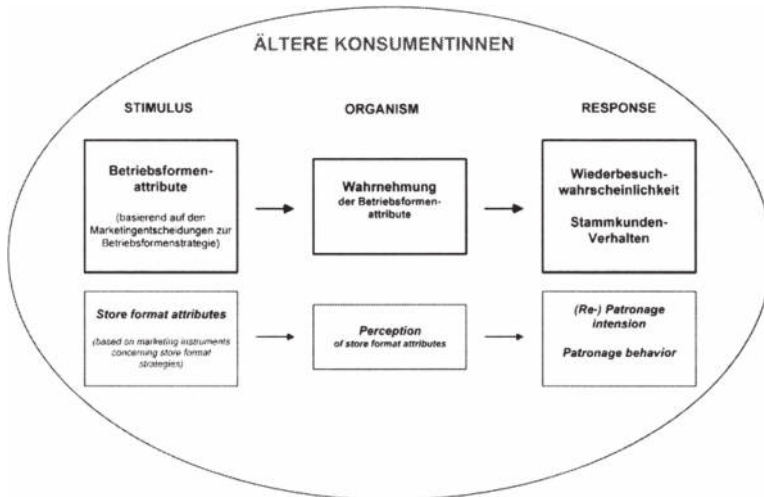 ÄLTERE KONSUMENTINNEN
STIMULUS
ORGANISM
RESPONSE
Betriebsformen-
attribute
(basierend auf den
Marketingentscheidungen zur
Betriebsformenstrategie)
Wahrnehmung
der Betriebsformen-
attribute
Wiederbesuch-
wahrscheinlichkeit
Stammkunden-
Verhalten
Store format attributes
(based on marketing instruments
concerning store format
strategies)
Perception
of store format attributes
(Re-) Patronage
intension
Patronage behavior